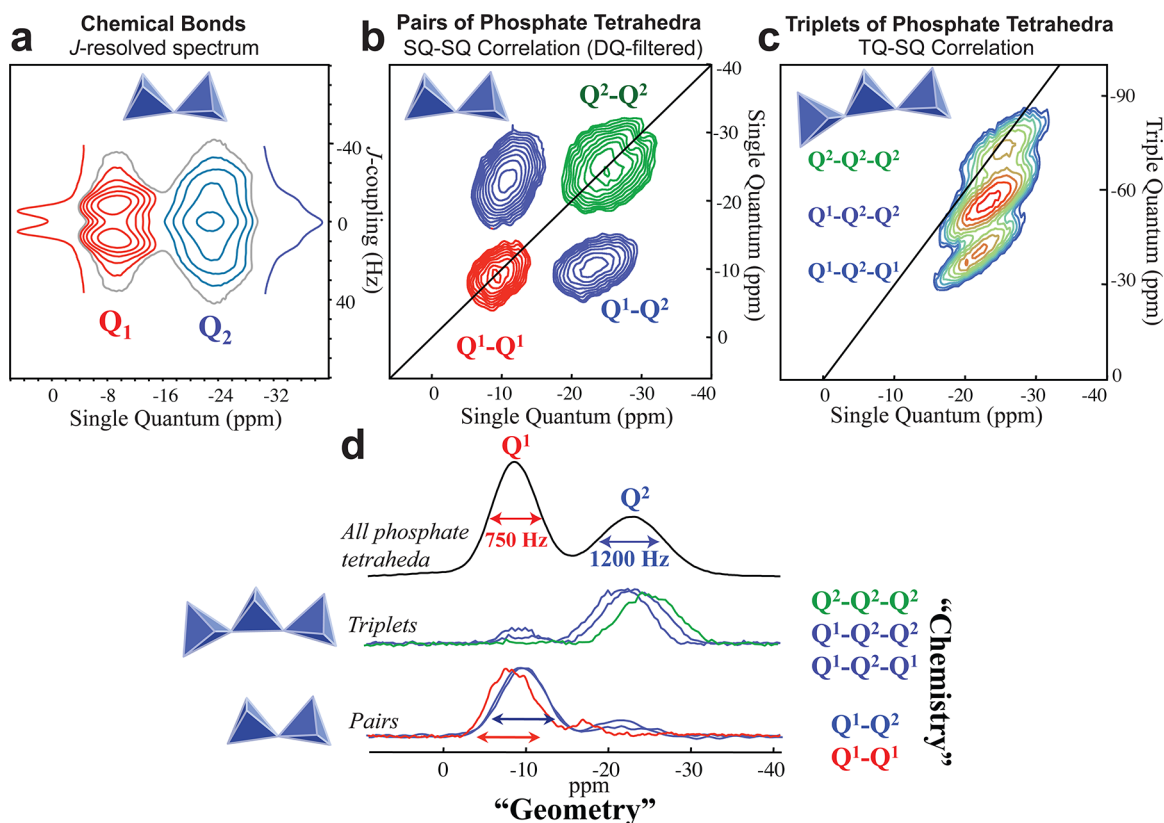 a
Chemical Bonds
J-resolved spectrum
-40
0
40
J-coupling (Hz)
Q1
Q2
0 -8 -16 -24 -32
Single Quantum (ppm)
b
Pairs of Phosphate Tetrahedra
SQ-SQ Correlation (DQ-filtered)
Q²-Q²
Q¹-Q²
Q¹-Q¹
-40
-30
-20
-10
0
Single Quantum (ppm)
0 -10 -20 -30 -40
Single Quantum (ppm)
c
Triplets of Phosphate Tetrahedra
TQ-SQ Correlation
Q²-Q²-Q²
Q¹-Q²-Q²
Q¹-Q²-Q¹
-90
-60
-30
0
Triple Quantum (ppm)
0 -10 -20 -30 -40
Single Quantum (ppm)
d
Q¹
Q²
All phosphate
tetraheda
750 Hz
1200 Hz
Triplets
Pairs
Q²-Q²-Q²
Q¹-Q²-Q²
Q¹-Q²-Q¹
Q¹-Q²
Q¹-Q¹
“Chemistry”
0 -10 -20 -30 -40
ppm
“Geometry”